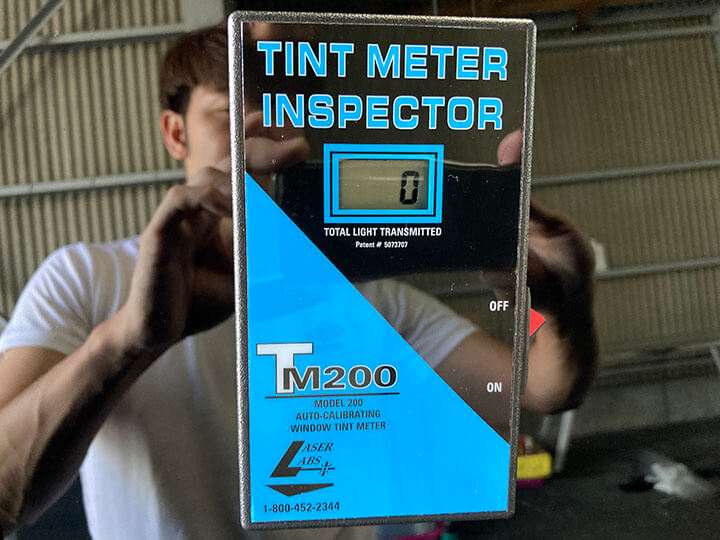 TINT METER
INSPECTOR
0
TOTAL LIGHT TRANSMITTED
Patent # 5073707
OFF
ON
TM200
MODEL 200
AUTO-CALIBRATING
WINDOW TINT METER
LASER
LABS
1-800-452-2344